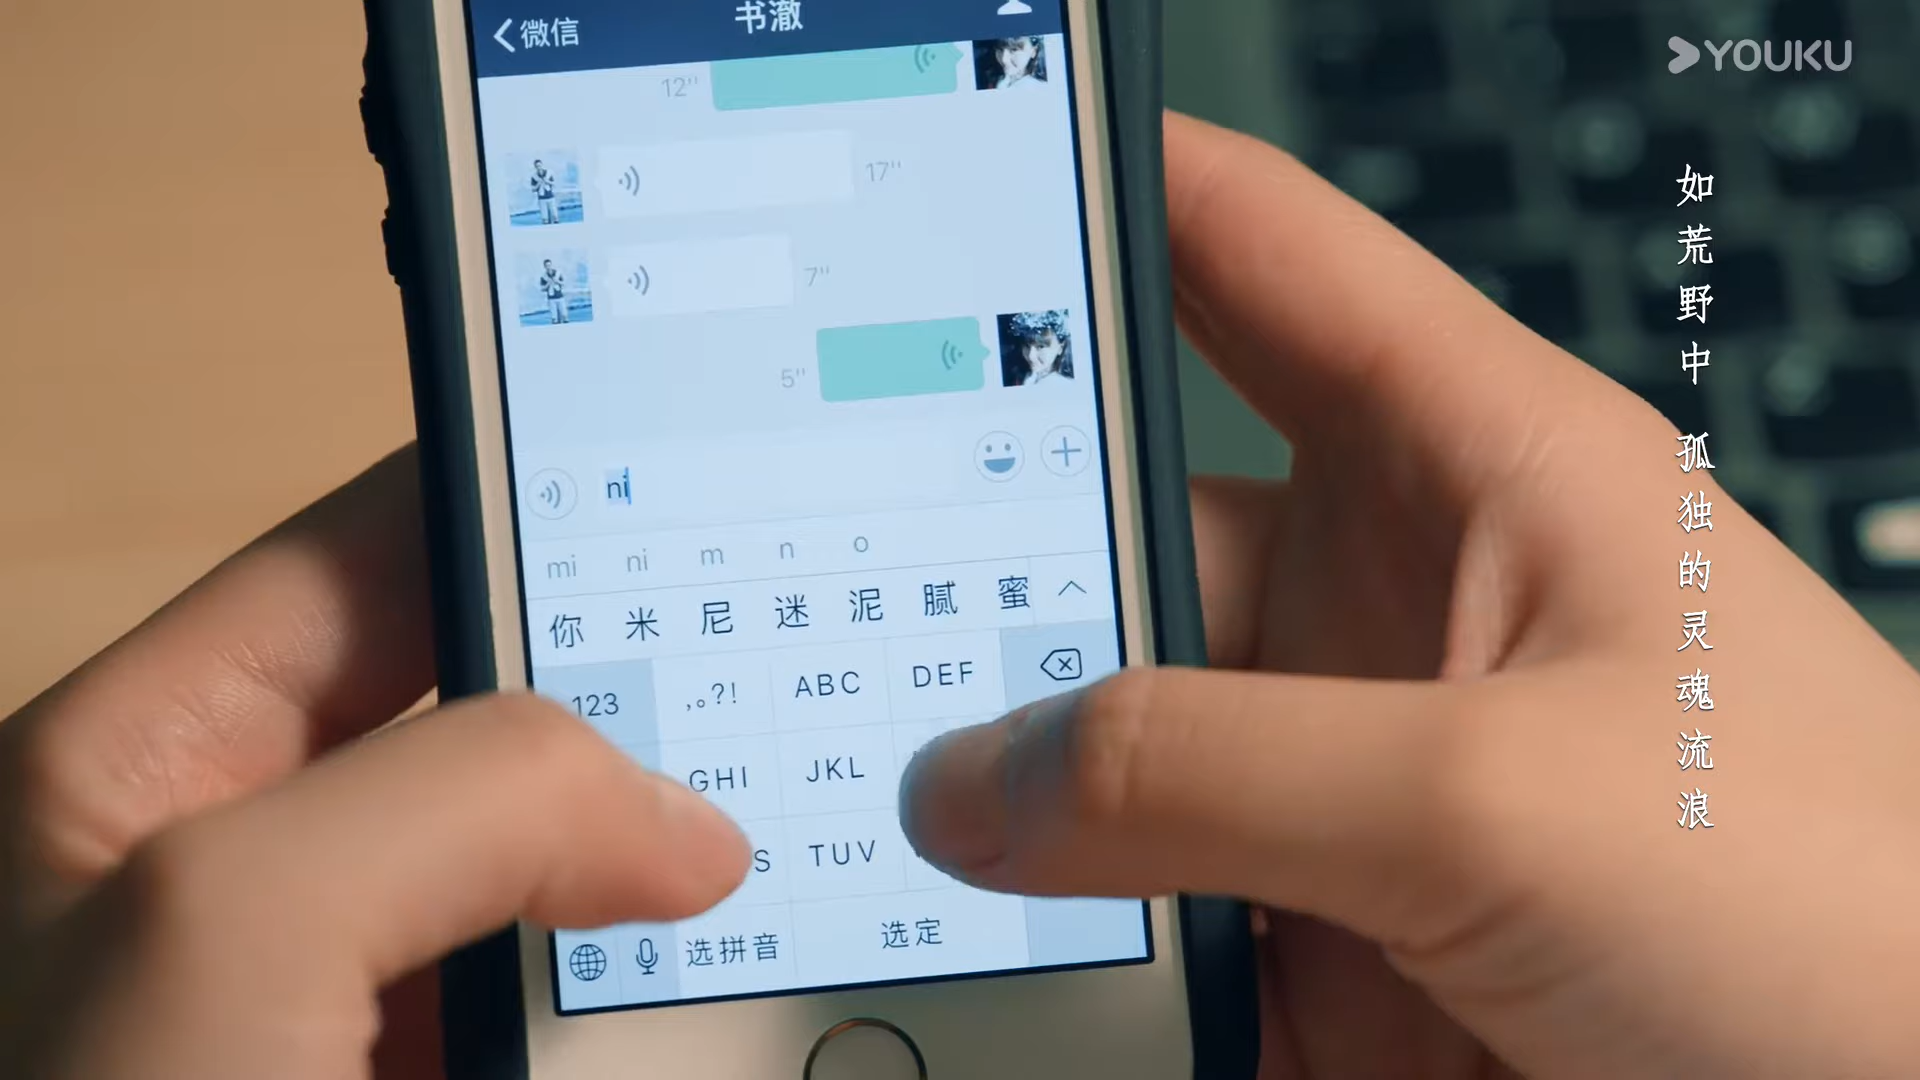 微信
书澈
YOUKU
12"
17"
7"
5"
ni
mi ni m n o
你 米 尼 迷 泥 腻 蜜
123 ,。?! ABC DEF
GHI JKL
S TUV
选拼音 选定
如荒野中 孤独的灵魂流浪